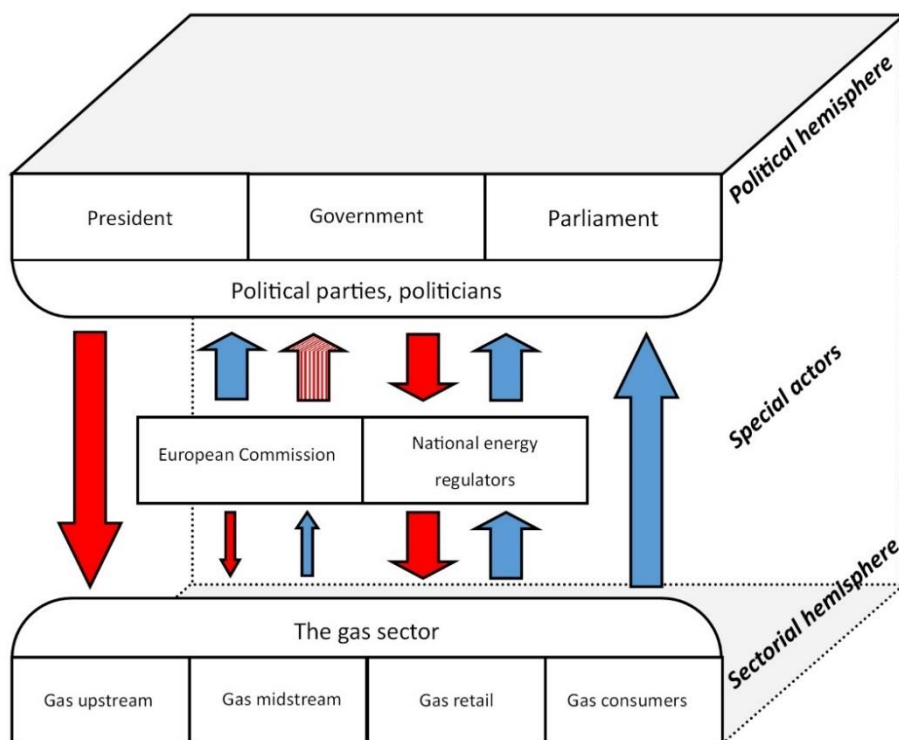 Political hemisphere
President
Government
Parliament
Political parties, politicians
Special actors
European Commission
National energy
regulators
Sectorial hemisphere
The gas sector
Gas upstream
Gas midstream
Gas retail
Gas consumers